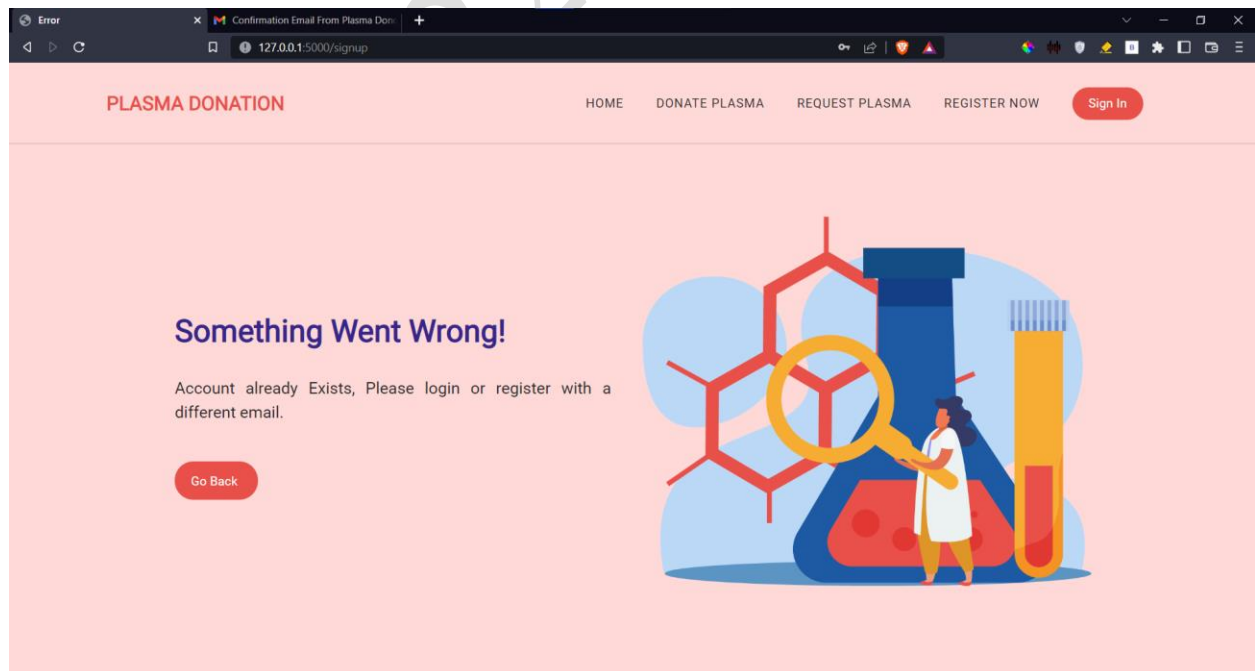 Error
Confirmation Email From Plasma Don
127.0.0.1:5000/signup
PLASMA DONATION
HOME
DONATE PLASMA
REQUEST PLASMA
REGISTER NOW
Sign In
Something Went Wrong!
Account already Exists, Please login or register with a
different email.
Go Back